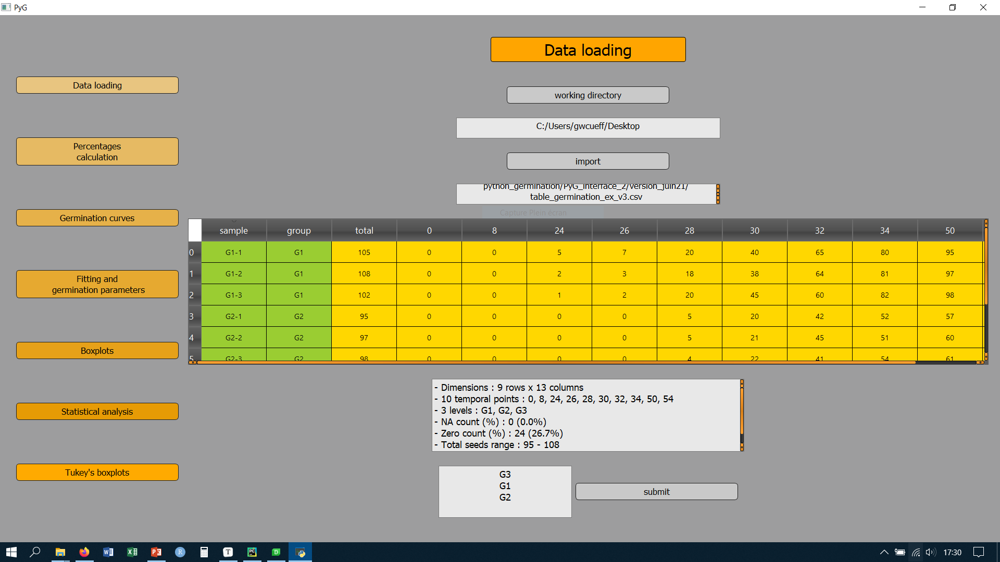 PyG
Data loading
Data loading
Percentages
calculation
Germination curves
Fitting and
germination parameters
Boxplots
Statistical analysis
Tukey's boxplots
working directory
C:/Users/gwcueff/Desktop
import
python_germination/PyG_interface_2/version_juin21/
table_germination_ex_v3.csv
Capture Plein écran
sample group total 0 8 24 26 28 30 32 34 50
0 G1-1 G1 105 0 0 5 7 20 40 65 80 95
1 G1-2 G1 108 0 0 2 3 18 38 64 81 97
2 G1-3 G1 102 0 0 1 2 20 45 60 82 98
3 G2-1 G2 95 0 0 0 0 5 20 42 52 57
4 G2-2 G2 97 0 0 0 0 5 21 45 51 60
5 G2-3 G2 98 0 0 0 0 4 22 41 54 61
- Dimensions : 9 rows x 13 columns
- 10 temporal points : 0, 8, 24, 26, 28, 30, 32, 34, 50, 54
- 3 levels : G1, G2, G3
- NA count (%) : 0 (0.0%)
- Zero count (%) : 24 (26.7%)
- Total seeds range : 95 - 108
G3
G1
G2
submit
17:30